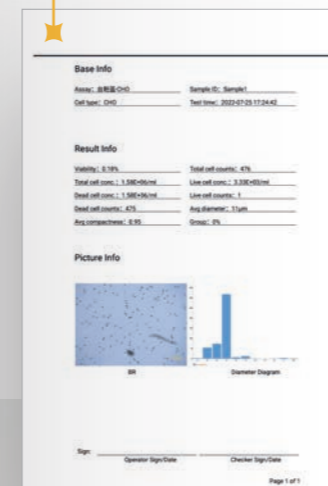 Base Info
Assay: 台盼蓝-CHO Sample ID: Sample1
Cell type: CHO Test time: 2022-07-25 17:24:42
Result Info
Viability: 0.18% Total cell counts: 476
Total cell conc.: 1.58E+06/ml Live cell conc.: 3.33E+03/ml
Dead cell conc.: 1.58E+06/ml Live cell counts: 1
Dead cell counts: 475 Avg diameter: 11μm
Avg compactness: 0.95 Group: 0%
Picture Info
BR Diameter Diagram
Sign:
Operator Sign/Date Checker Sign/Date
Page 1 of 1